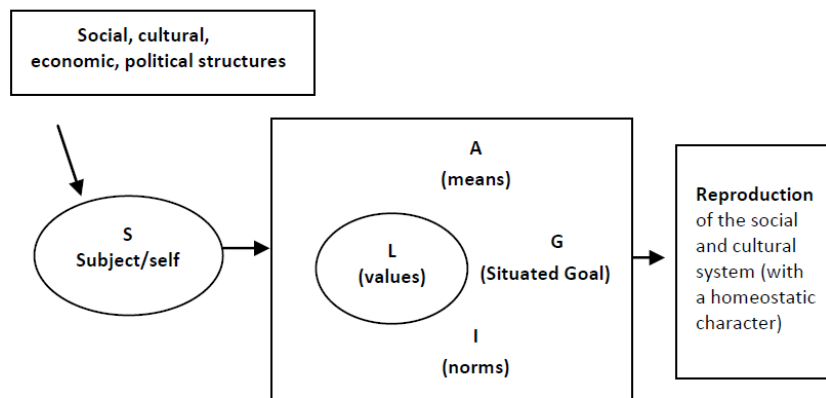 Social, cultural,
economic, political structures
S
Subject/self
A
(means)
L
(values)
G
(Situated Goal)
I
(norms)
Reproduction
of the social
and cultural
system (with
a homeostatic
character)